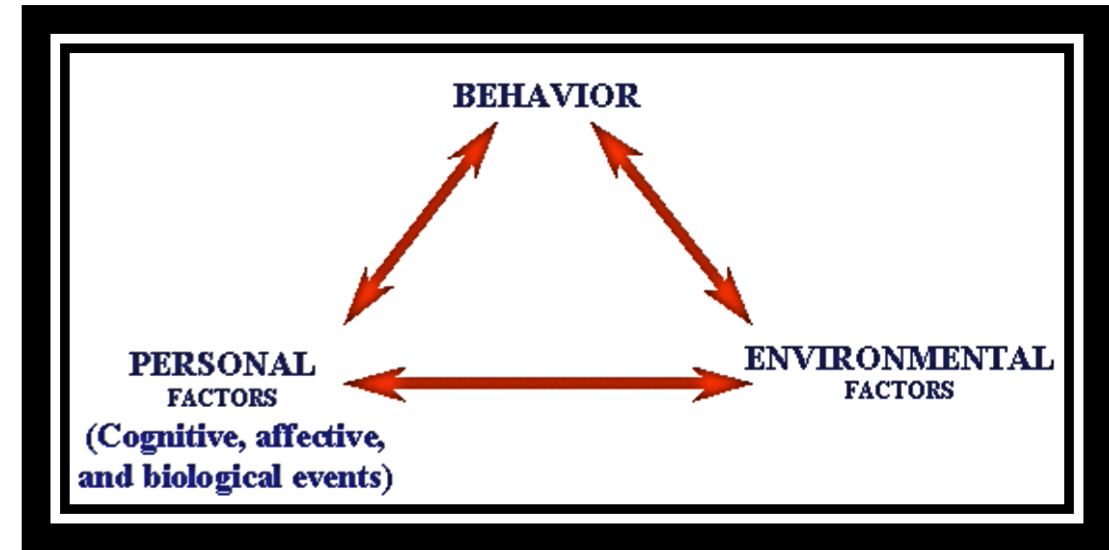 BEHAVIOR
PERSONAL
FACTORS
(Cognitive, affective,
and biological events)
ENVIRONMENTAL
FACTORS